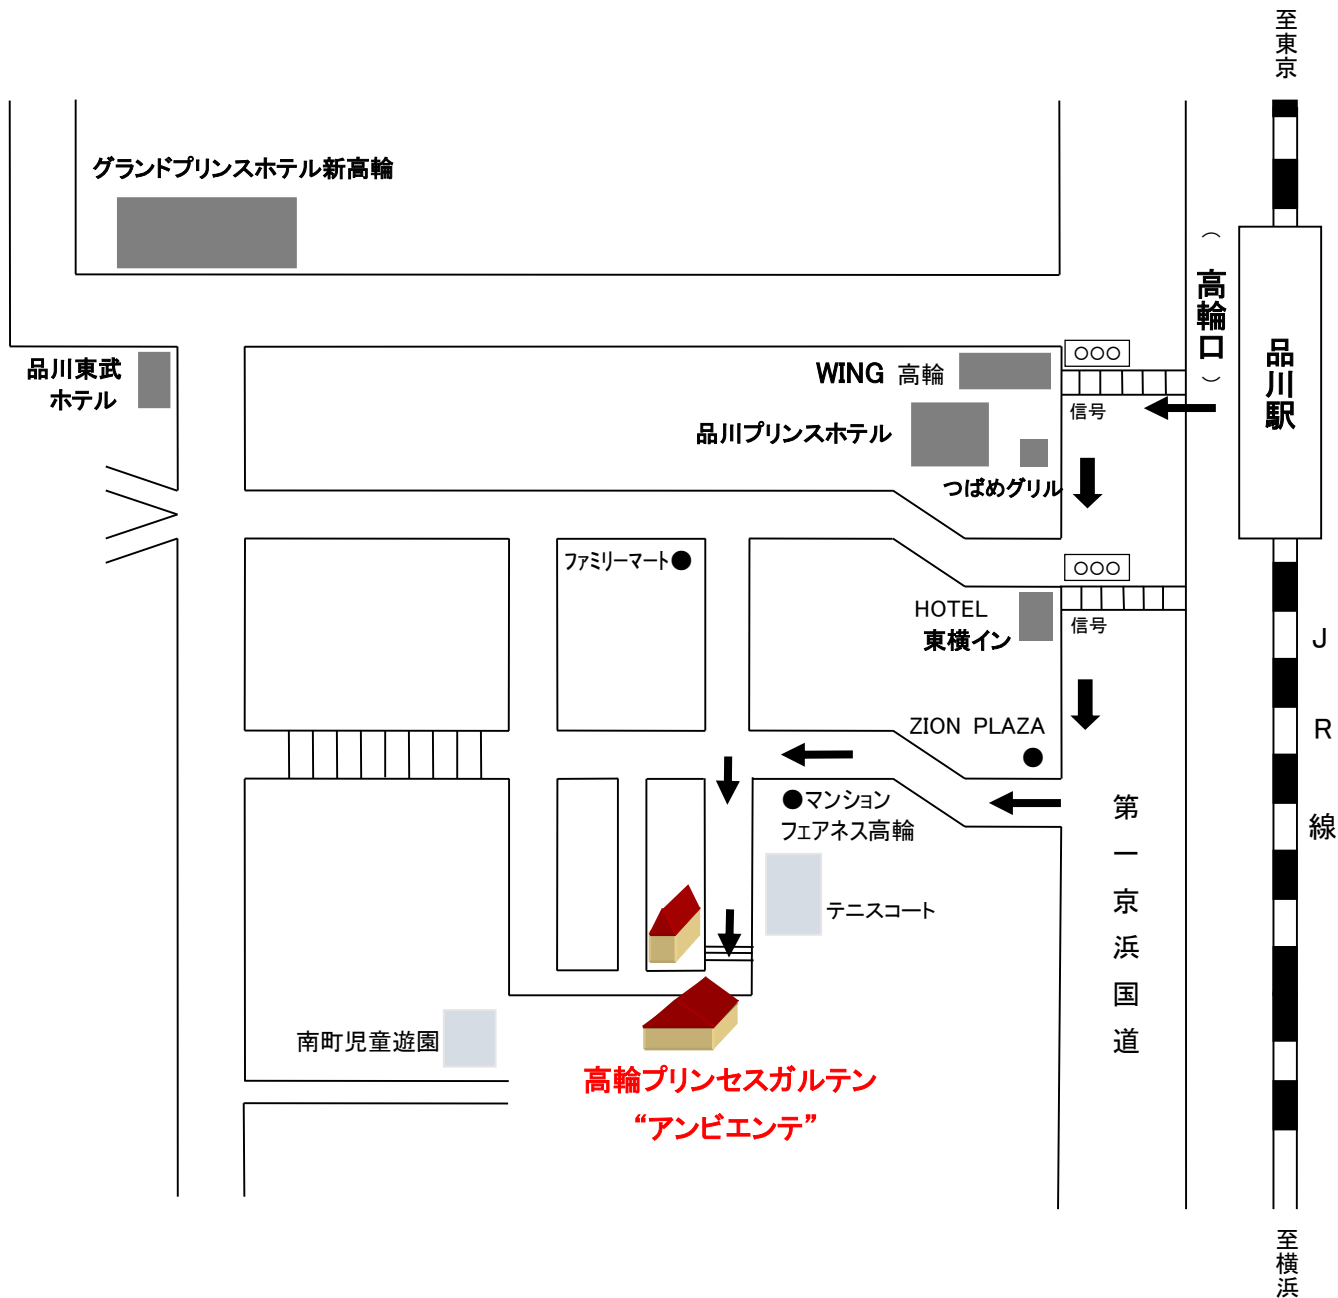 至東京
グランドプリンスホテル新高輪
（高輪口）
品川駅
品川東武
ホテル
WING 高輪
○○○
信号
品川プリンスホテル
つばめグリル
ファミリーマート●
○○○
信号
HOTEL
東横イン
JR線
ZION PLAZA
●マンション
フェアネス高輪
第一京浜国道
テニスコート
南町児童遊園
高輪プリンセスガルテン
“アンビエンテ”
至横浜